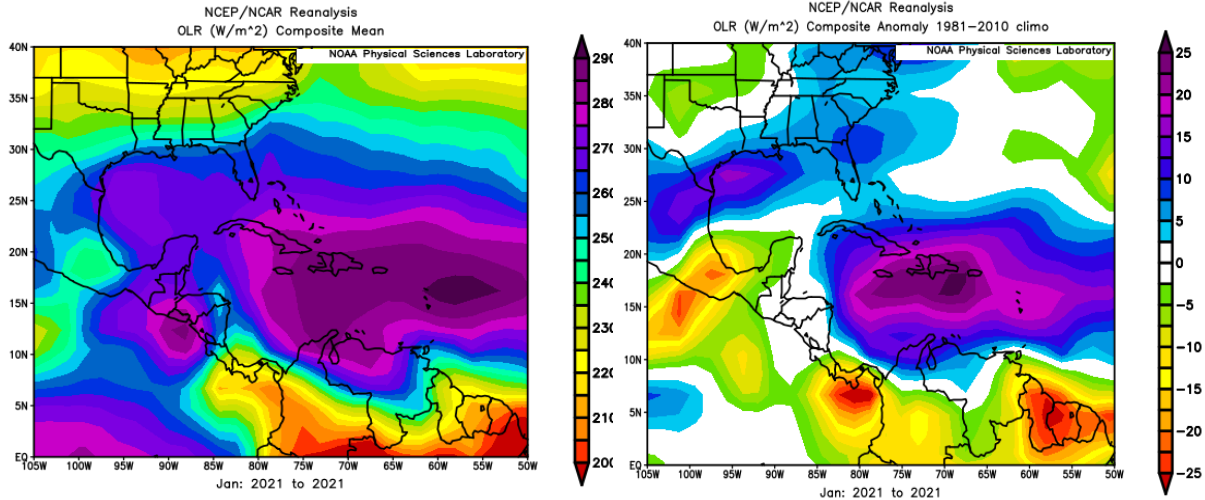 NCEP/NCAR Reanalysis
OLR (W/m^2) Composite Mean
NOAA Physical Sciences Laboratory
40N
35N
30N
25N
20N
15N
10N
5N
EQ
105W 100W 95W 90W 85W 80W 75W 70W 65W 60W 55W 50W
Jan: 2021 to 2021
290
280
270
260
250
240
230
220
210
200
NCEP/NCAR Reanalysis
OLR (W/m^2) Composite Anomaly 1981-2010 climo
NOAA Physical Sciences Laboratory
40N
35N
30N
25N
20N
15N
10N
5N
EQ
105W 100W 95W 90W 85W 80W 75W 70W 65W 60W 55W 50W
Jan: 2021 to 2021
25
20
15
10
5
0
-5
-10
-15
-20
-25